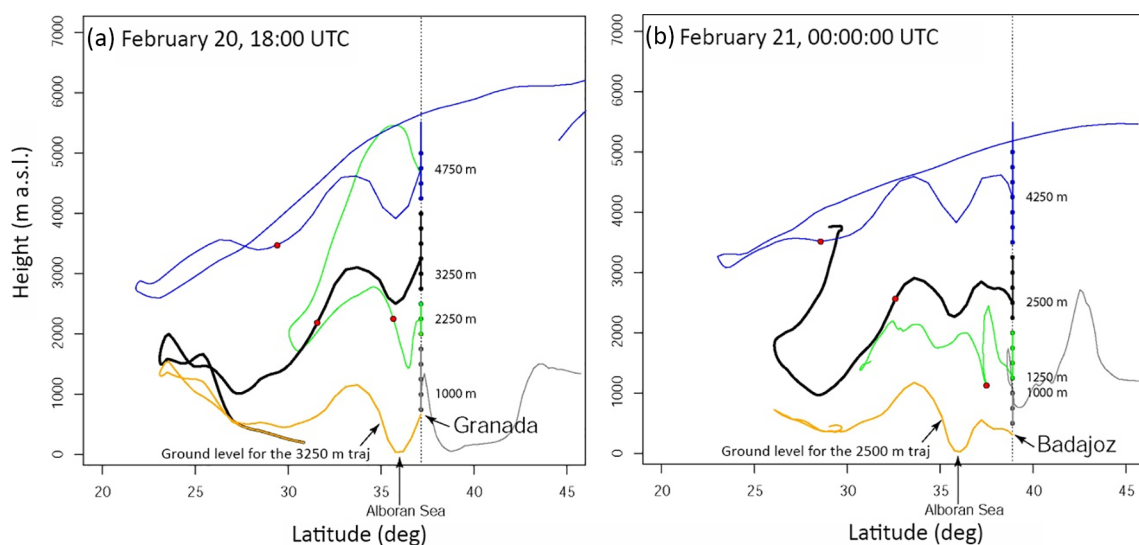 (a) February 20, 18:00 UTC
Height (m a.s.l.)
7000
6000
5000
4000
3000
2000
1000
0
4750 m
3250 m
2250 m
1000 m
Granada
Ground level for the 3250 m traj
20
25
30
35
40
45
Alboran Sea
Latitude (deg)
(b) February 21, 00:00:00 UTC
7000
6000
5000
4000
3000
2000
1000
0
4250 m
2500 m
1250 m
1000 m
Badajoz
Ground level for the 2500 m traj
20
25
30
35
40
45
Alboran Sea
Latitude (deg)